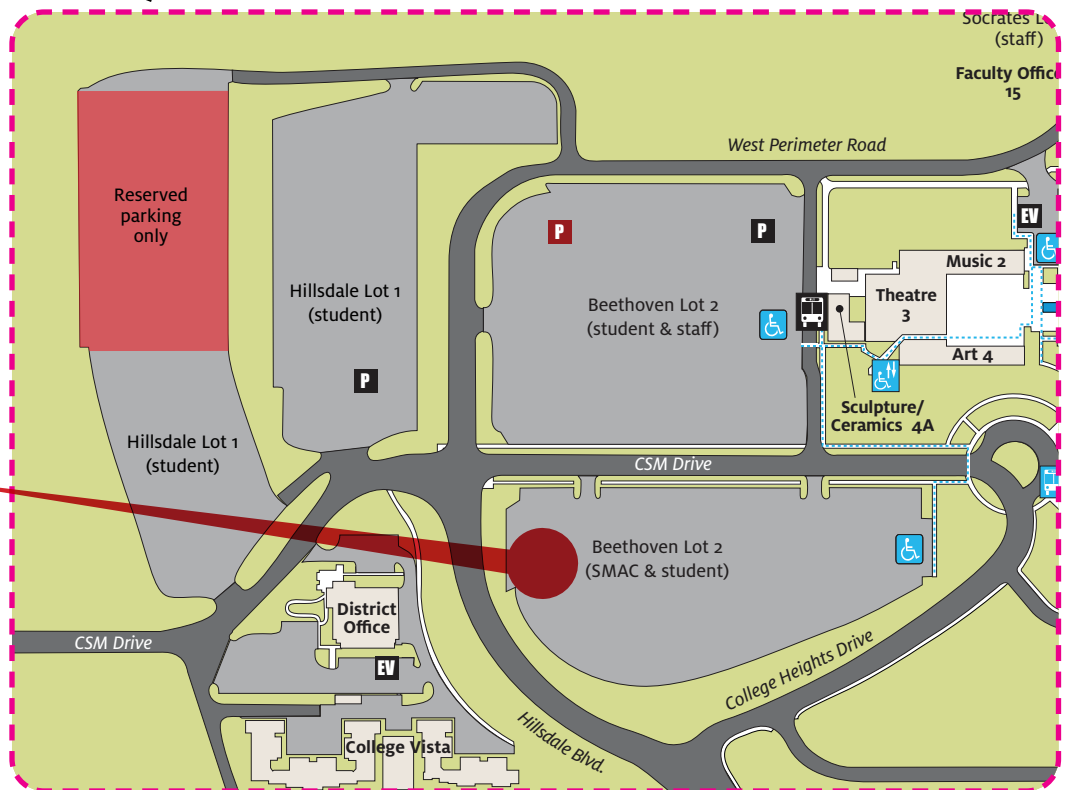 Socrates L
(staff)
Faculty Offic
15
West Perimeter Road
Reserved
parking
only
P
P
EV
Music 2
Hillsdale Lot 1
(student)
Beethoven Lot 2
(student & staff)
Theatre
3
Art 4
P
Sculpture/
Ceramics 4A
Hillsdale Lot 1
(student)
CSM Drive
Beethoven Lot 2
(SMAC & student)
District
Office
CSM Drive
EV
College Heights Drive
Hillsdale Blvd.
College Vista